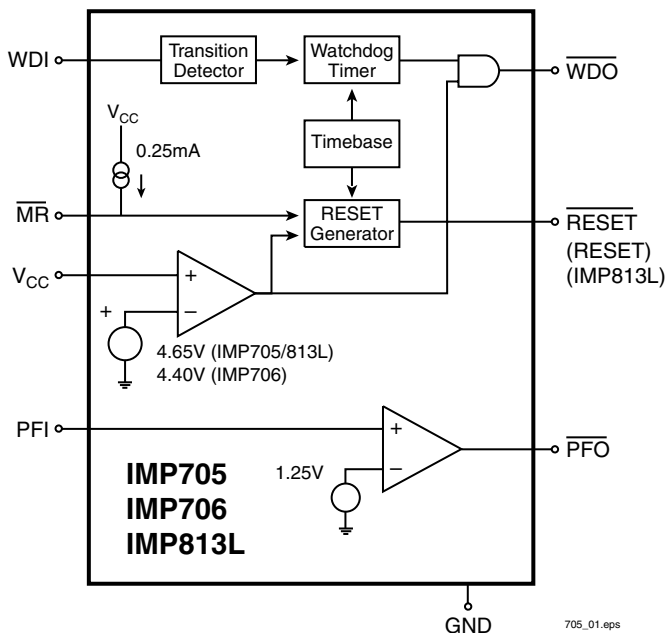 WDI
Transition
Detector
Watchdog
Timer
WDO
VCC
0.25mA
Timebase
MR
RESET
Generator
RESET
(RESET)
(IMP813L)
VCC
+
−
+
4.65V (IMP705/813L)
4.40V (IMP706)
PFI
+
−
1.25V
PFO
IMP705
IMP706
IMP813L
GND
705_01.eps